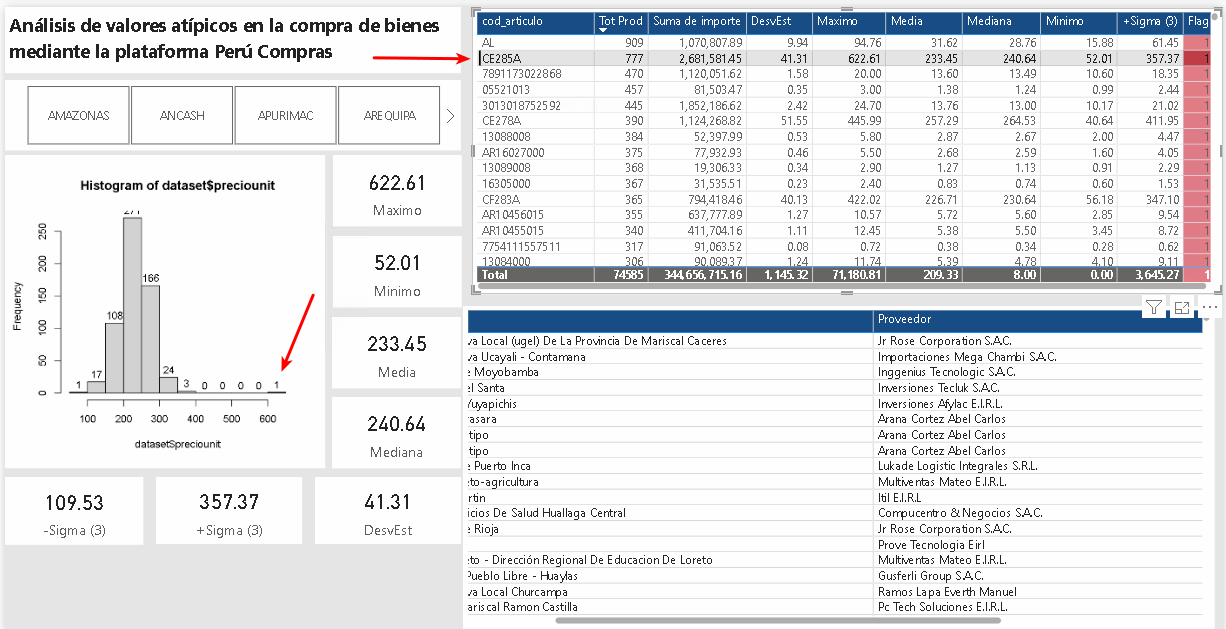 Análisis de valores atípicos en la compra de bienes
mediante la plataforma Perú Compras
AMAZONAS ANCASH APURIMAC AREQUIPA
Histogram of dataset$preciounit
Frequency
0 50 100 150 200 250
1 17 108 271 166 24 3 0 0 0 0 1
100 200 300 400 500 600
dataset$preciounit
622.61
Maximo
52.01
Minimo
233.45
Media
240.64
Mediana
109.53
-Sigma (3)
357.37
+Sigma (3)
41.31
DesvEst
cod_articulo Tot Prod Suma de importe DesvEst Maximo Media Mediana Minimo +Sigma (3) Flag
AL 909 1,070,807.89 9.94 94.76 31.62 28.76 15.88 61.45 1
CE285A 777 2,681,581.45 41.31 622.61 233.45 240.64 52.01 357.37 1
7891173022868 470 1,120,051.62 1.58 20.00 13.60 13.49 10.60 18.35 1
05521013 457 81,503.47 0.35 3.00 1.38 1.24 0.99 2.44 1
3013018752592 445 1,852,186.62 2.42 24.70 13.76 13.00 10.17 21.02 1
CE278A 390 1,124,268.82 51.55 445.99 257.29 264.53 40.64 411.95 1
13088008 384 52,397.99 0.53 5.80 2.87 2.67 2.00 4.47 1
AR16027000 375 77,932.93 0.46 5.50 2.68 2.59 1.60 4.05 1
13089008 368 19,306.33 0.34 2.90 1.27 1.13 0.91 2.29 1
16305000 367 31,535.51 0.23 2.40 0.83 0.74 0.60 1.53 1
CF283A 365 794,418.46 40.13 422.02 226.71 230.64 56.18 347.10 1
AR10456015 355 637,777.89 1.27 10.57 5.72 5.60 2.85 9.54 1
AR10455015 340 411,704.16 1.11 12.45 5.38 5.50 3.45 8.72 1
7754111557511 317 91,063.52 0.08 0.72 0.38 0.34 0.28 0.62 1
13084000 306 90,089.37 1.24 11.74 5.39 4.78 4.10 9.11 1
Total 74585 344,656,715.16 1,145.32 71,180.81 209.33 8.00 0.00 3,645.27 1
Proveedor
va Local (ugel) De La Provincia De Mariscal Caceres Jr Rose Corporation S.A.C.
va Ucayali - Contamana Importaciones Mega Chambi S.A.C.
e Moyobamba Inggenius Tecnologic S.A.C.
el Santa Inversiones Tecluk S.A.C.
Yuyapichis Inversiones Afylac E.I.R.L.
rasara Arana Cortez Abel Carlos
tipo Arana Cortez Abel Carlos
tipo Arana Cortez Abel Carlos
e Puerto Inca Lukade Logistic Integrales S.R.L.
eto-agricultura Multiventas Mateo E.I.R.L.
rtin Itil E.I.R.L
icios De Salud Huallaga Central Compucentro & Negocios S.A.C.
e Rioja Jr Rose Corporation S.A.C.
Prove Tecnologia Eirl
eto - Dirección Regional De Educacion De Loreto Multiventas Mateo E.I.R.L.
Pueblo Libre - Huaylas Gusferli Group S.A.C.
va Local Churcampa Ramos Lapa Everth Manuel
ariscal Ramon Castilla Pc Tech Soluciones E.I.R.L.